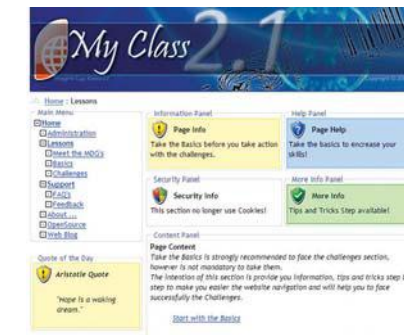 My Class 2.1
Home : Lessons
Main Menu
Home
Administration
Lessons
Meet the MDG's
Basics
Challenges
Support
FAQ's
Feedback
About ...
OpenSource
Web Blog
Quote of the Day
Aristotle Quote
"Hope is a waking
dream."
Information Panel
Page Info
Take the Basics before you take action
with the challenges.
Help Panel
Page Help
Take the basics to encrease your
skills!
Security Panel
Security Info
This section no longer use Cookies!
More Info Panel
More Info
Tips and Tricks Step available!
Content Panel
Page Content
Take the Basics is strongly recommended to face the challenges section,
however is not mandatory to take them.
The intention of this section is provide you information, tips and tricks step
step to make you easier the website navigation and will help you to face
successfully the Challenges.
Start with the Basics